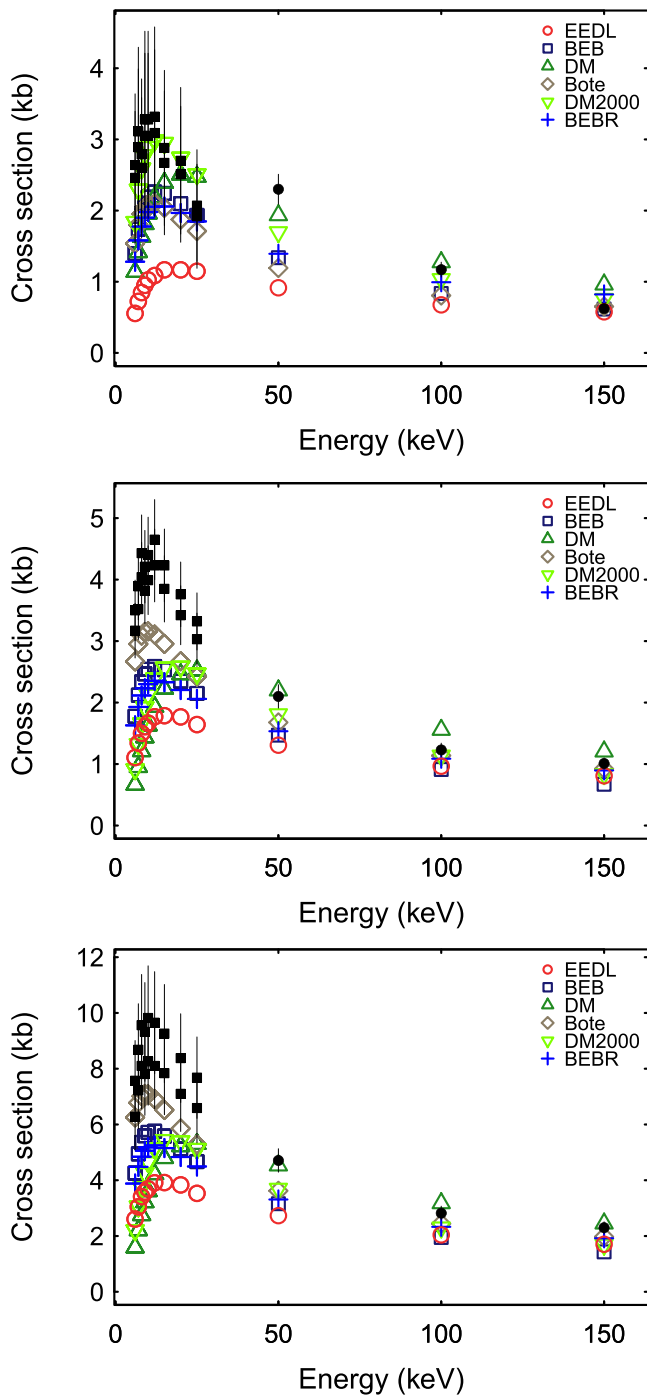 Cross section (kb)
4
3
2
1
0
EEDL
BEB
DM
Bote
DM2000
BEBR
0 50 100 150
Energy (keV)
Cross section (kb)
5
4
3
2
1
0
EEDL
BEB
DM
Bote
DM2000
BEBR
0 50 100 150
Energy (keV)
Cross section (kb)
12
10
8
6
4
2
0
EEDL
BEB
DM
Bote
DM2000
BEBR
0 50 100 150
Energy (keV)